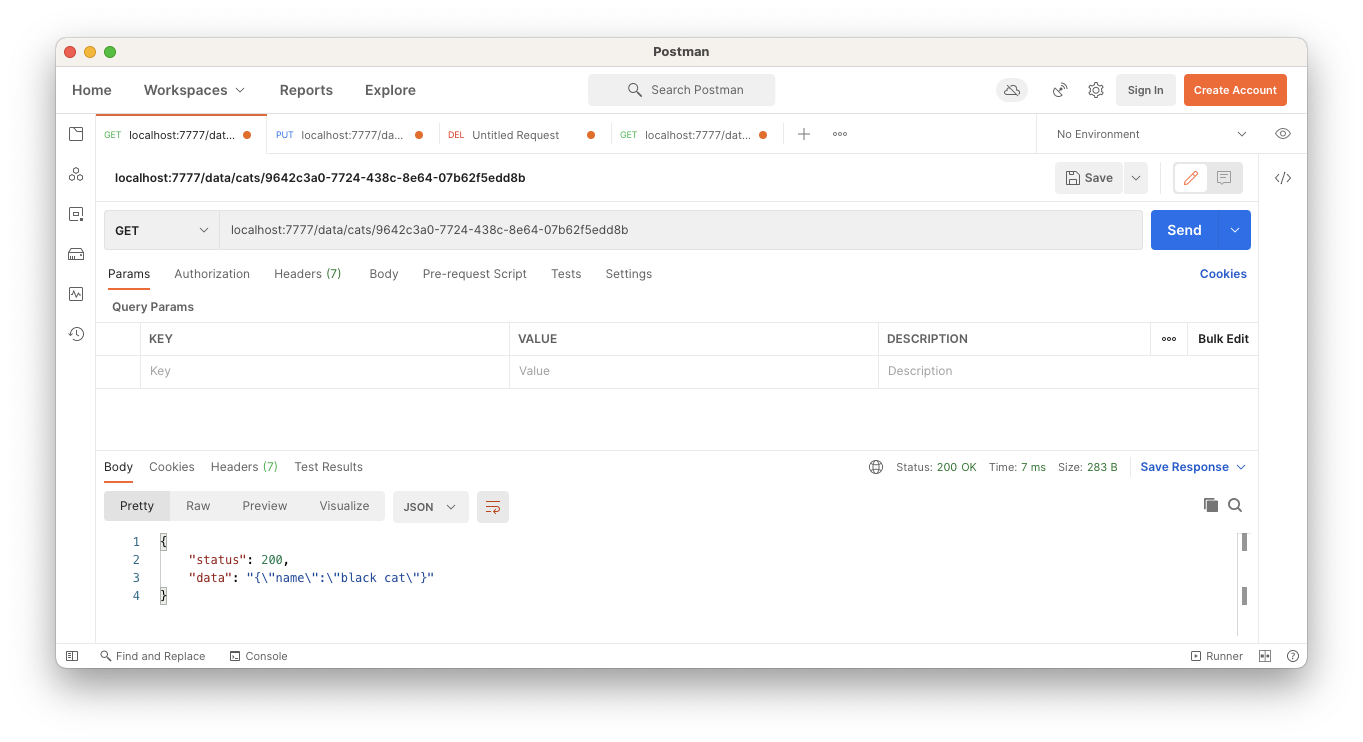 Postman
Home Workspaces Reports Explore Search Postman Sign In Create Account
GET localhost:7777/dat... PUT localhost:7777/da... DEL Untitled Request GET localhost:7777/dat... No Environment
localhost:7777/data/cats/9642c3a0-7724-438c-8e64-07b62f5edd8b Save
GET localhost:7777/data/cats/9642c3a0-7724-438c-8e64-07b62f5edd8b Send
Params Authorization Headers (7) Body Pre-request Script Tests Settings Cookies
Query Params
KEY VALUE DESCRIPTION Bulk Edit
Key Value Description
Body Cookies Headers (7) Test Results Status: 200 OK Time: 7 ms Size: 283 B Save Response
Pretty Raw Preview Visualize JSON
1 {
2 "status": 200,
3 "data": "{\"name\":\"black cat\"}"
4 }
Find and Replace Console Runner